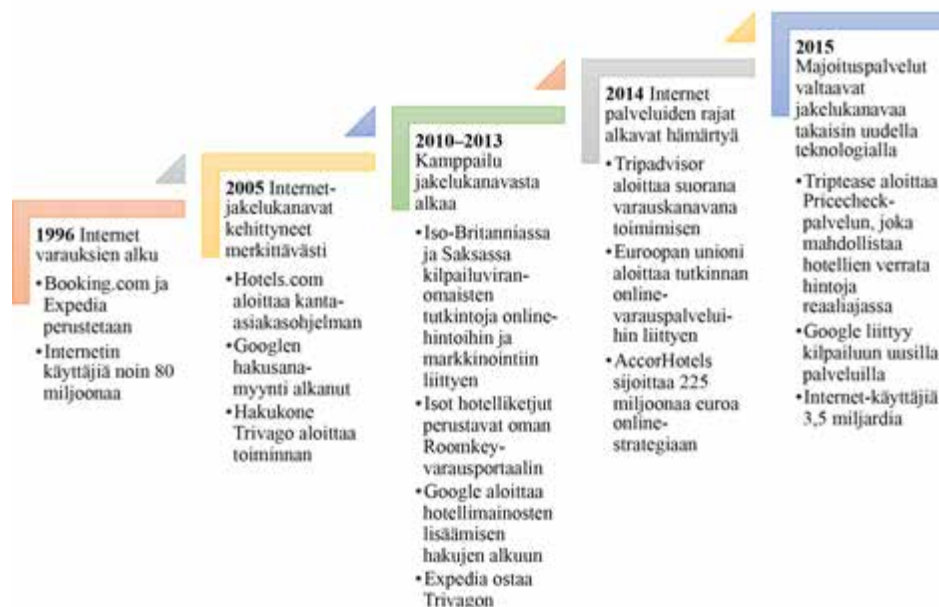 1996 Internet
varauksien alku
•Booking.com ja
Expedia
perustetaan
•Internetin
käyttäjiä noin 80
miljoonaa
2005 Internet-
jakelukanavat
kehittyneet
merkittävästi
•Hotels.com
aloittaa kanta-
asiakasohjelman
•Googlen
hakusana-
myynti alkanut
•Hakukone
Trivago aloittaa
toiminnan
2010–2013
Kamppailu
jakelukanavasta
alkaa
•Iso-Britanniassa
ja Saksassa
kilpailuviran-
omaisten
tutkintoja online-
hintoihin ja
markkinointiin
liittyen
•Isot hotelliketjut
perustavat oman
Roomkey-
varausportaalin
•Google aloittaa
hotellimainosten
lisäämisen
hakujen alkuun
•Expedia ostaa
Trivagon
2014 Internet
palveluiden rajat
alkavat hämärtyä
•Tripadvisor
aloittaa suorana
varauskanavana
toimimisen
•Euroopan unioni
aloittaa tutkinnan
online-
varauspalvelui-
hin liittyen
•AccorHotels
sijoittaa 225
miljoonaa euroa
online-
strategiaan
2015
Majoituspalvelut
valtaavat
jakelukanavaa
takaisin uudella
teknologialla
•Triptease aloittaa
Pricecheck-
palvelun, joka
mahdollistaa
hotellien verrata
hintoja
reaaliajassa
•Google liittyy
kilpailuun uusilla
palveluilla
•Internet-käyttäjiä
3,5 miljardia